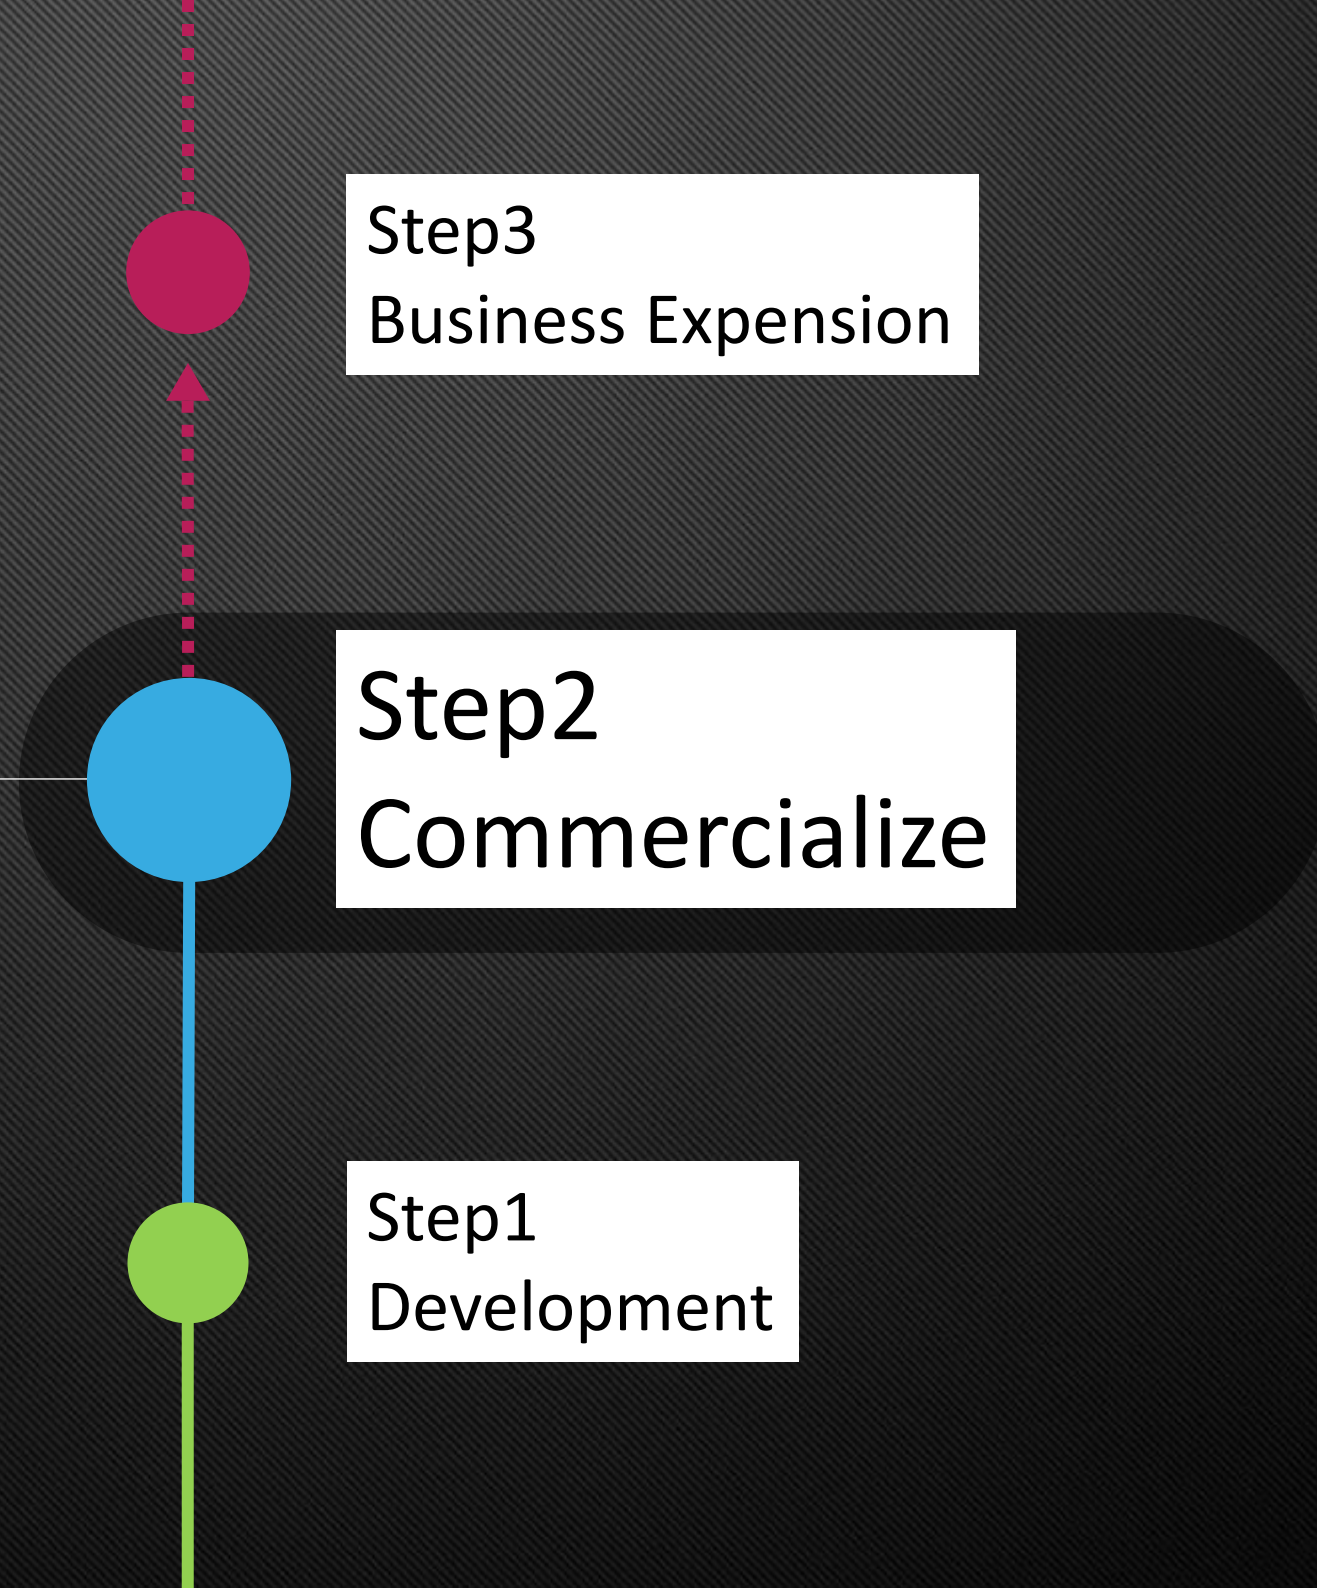 Step3
Business Expension
Step2
Commercialize
Step1
Development